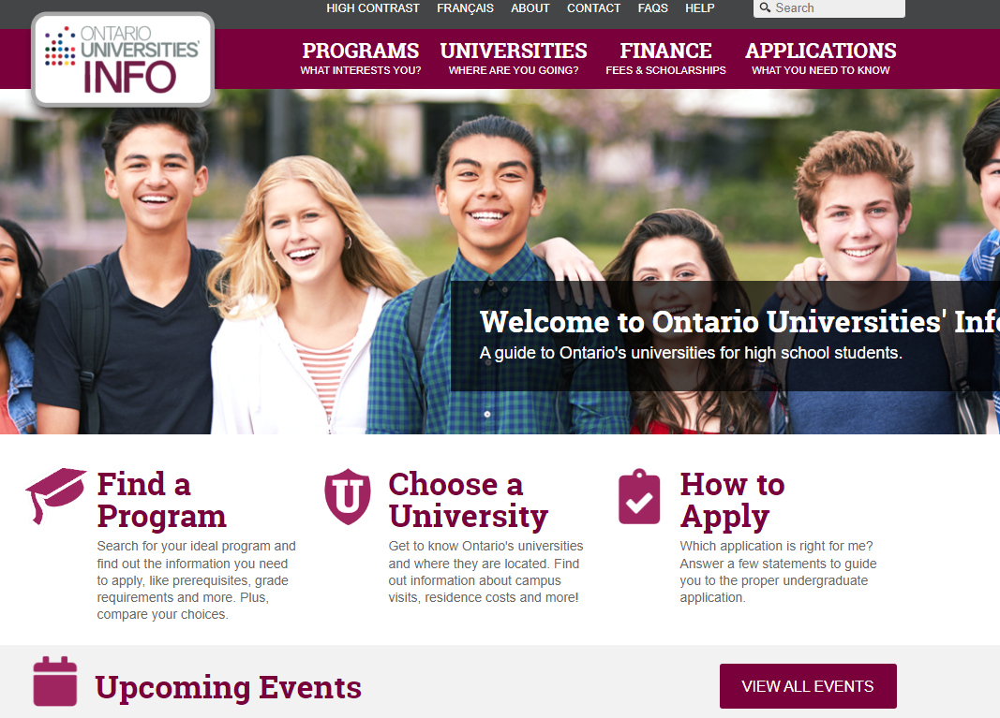 HIGH CONTRAST FRANÇAIS ABOUT CONTACT FAQS HELP Search
ONTARIO
UNIVERSITIES'
INFO
PROGRAMS UNIVERSITIES FINANCE APPLICATIONS
WHAT INTERESTS YOU? WHERE ARE YOU GOING? FEES & SCHOLARSHIPS WHAT YOU NEED TO KNOW
Welcome to Ontario Universities' Info
A guide to Ontario's universities for high school students.
Find a
Program
Search for your ideal program and
find out the information you need
to apply, like prerequisites, grade
requirements and more. Plus,
compare your choices.
U
Choose a
University
Get to know Ontario's universities
and where they are located. Find
out information about campus
visits, residence costs and more!
How to
Apply
Which application is right for me?
Answer a few statements to guide
you to the proper undergraduate
application.
Upcoming Events
VIEW ALL EVENTS